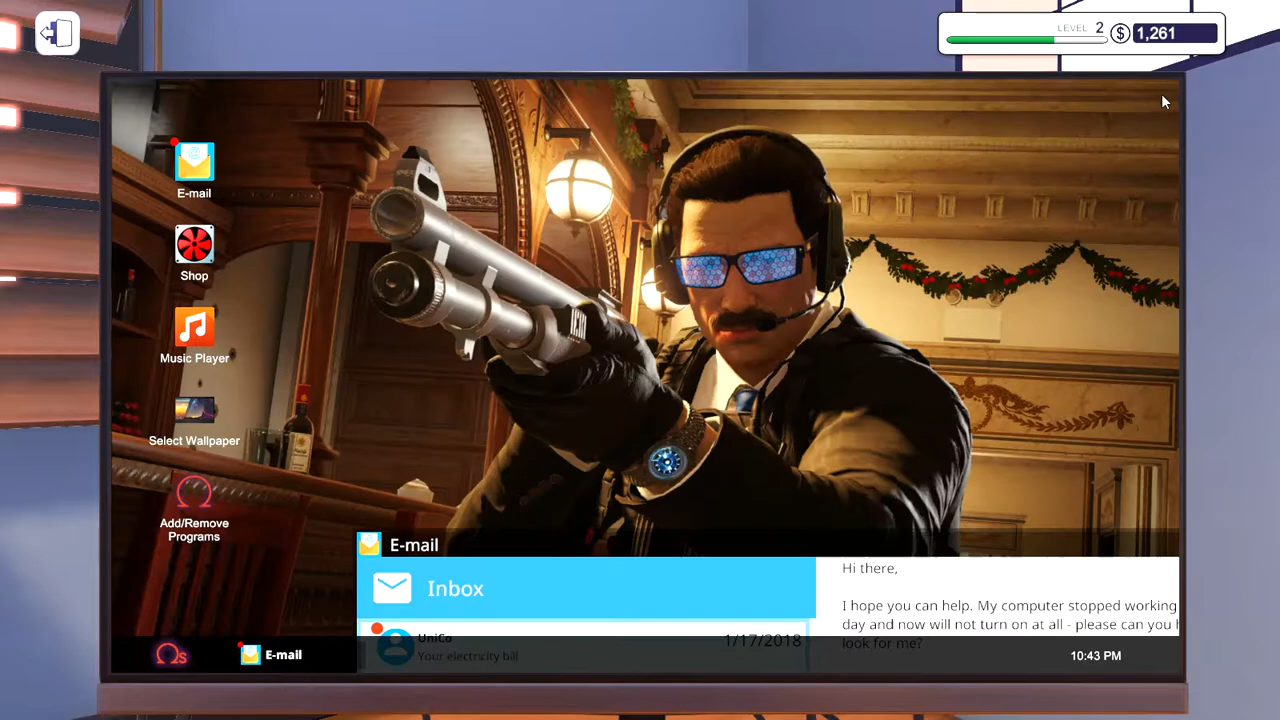 LEVEL 2
$ 1,261
E-mail
Shop
Music Player
Select Wallpaper
Add/Remove
Programs
E-mail
Inbox
UniCo 1/17/2018
Your electricity bill
Hi there,
I hope you can help. My computer stopped working
day and now will not turn on at all - please can you
look for me?
Ωs
E-mail
10:43 PM